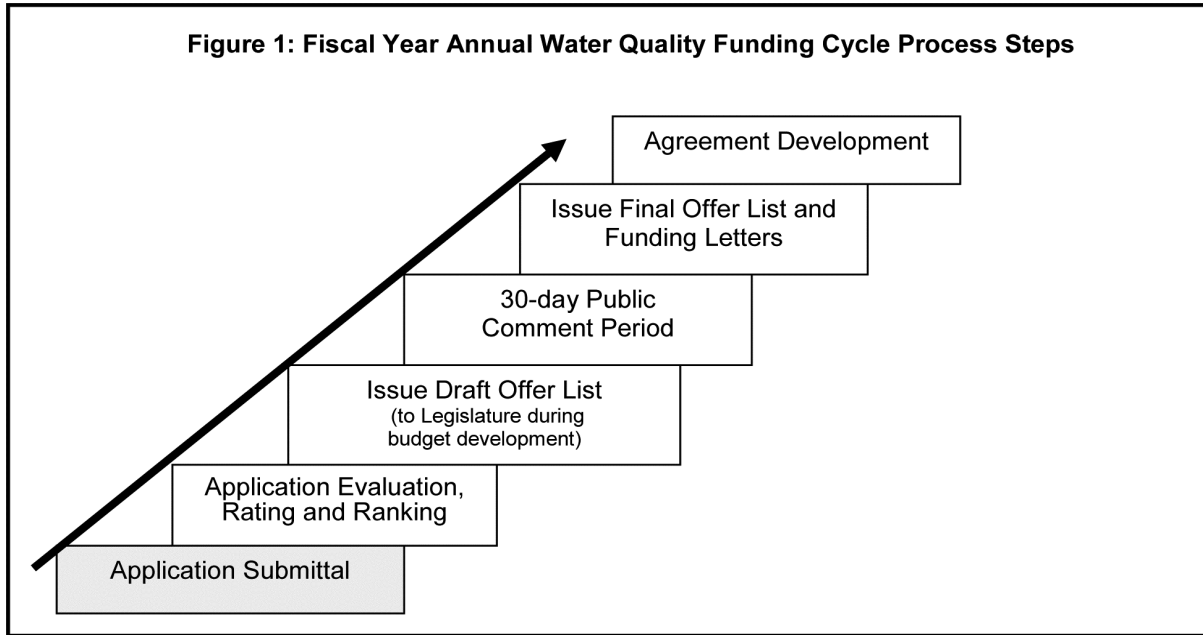 Figure 1: Fiscal Year Annual Water Quality Funding Cycle Process Steps
Agreement Development
Issue Final Offer List and
Funding Letters
30-day Public
Comment Period
Issue Draft Offer List
(to Legislature during
budget development)
Application Evaluation,
Rating and Ranking
Application Submittal